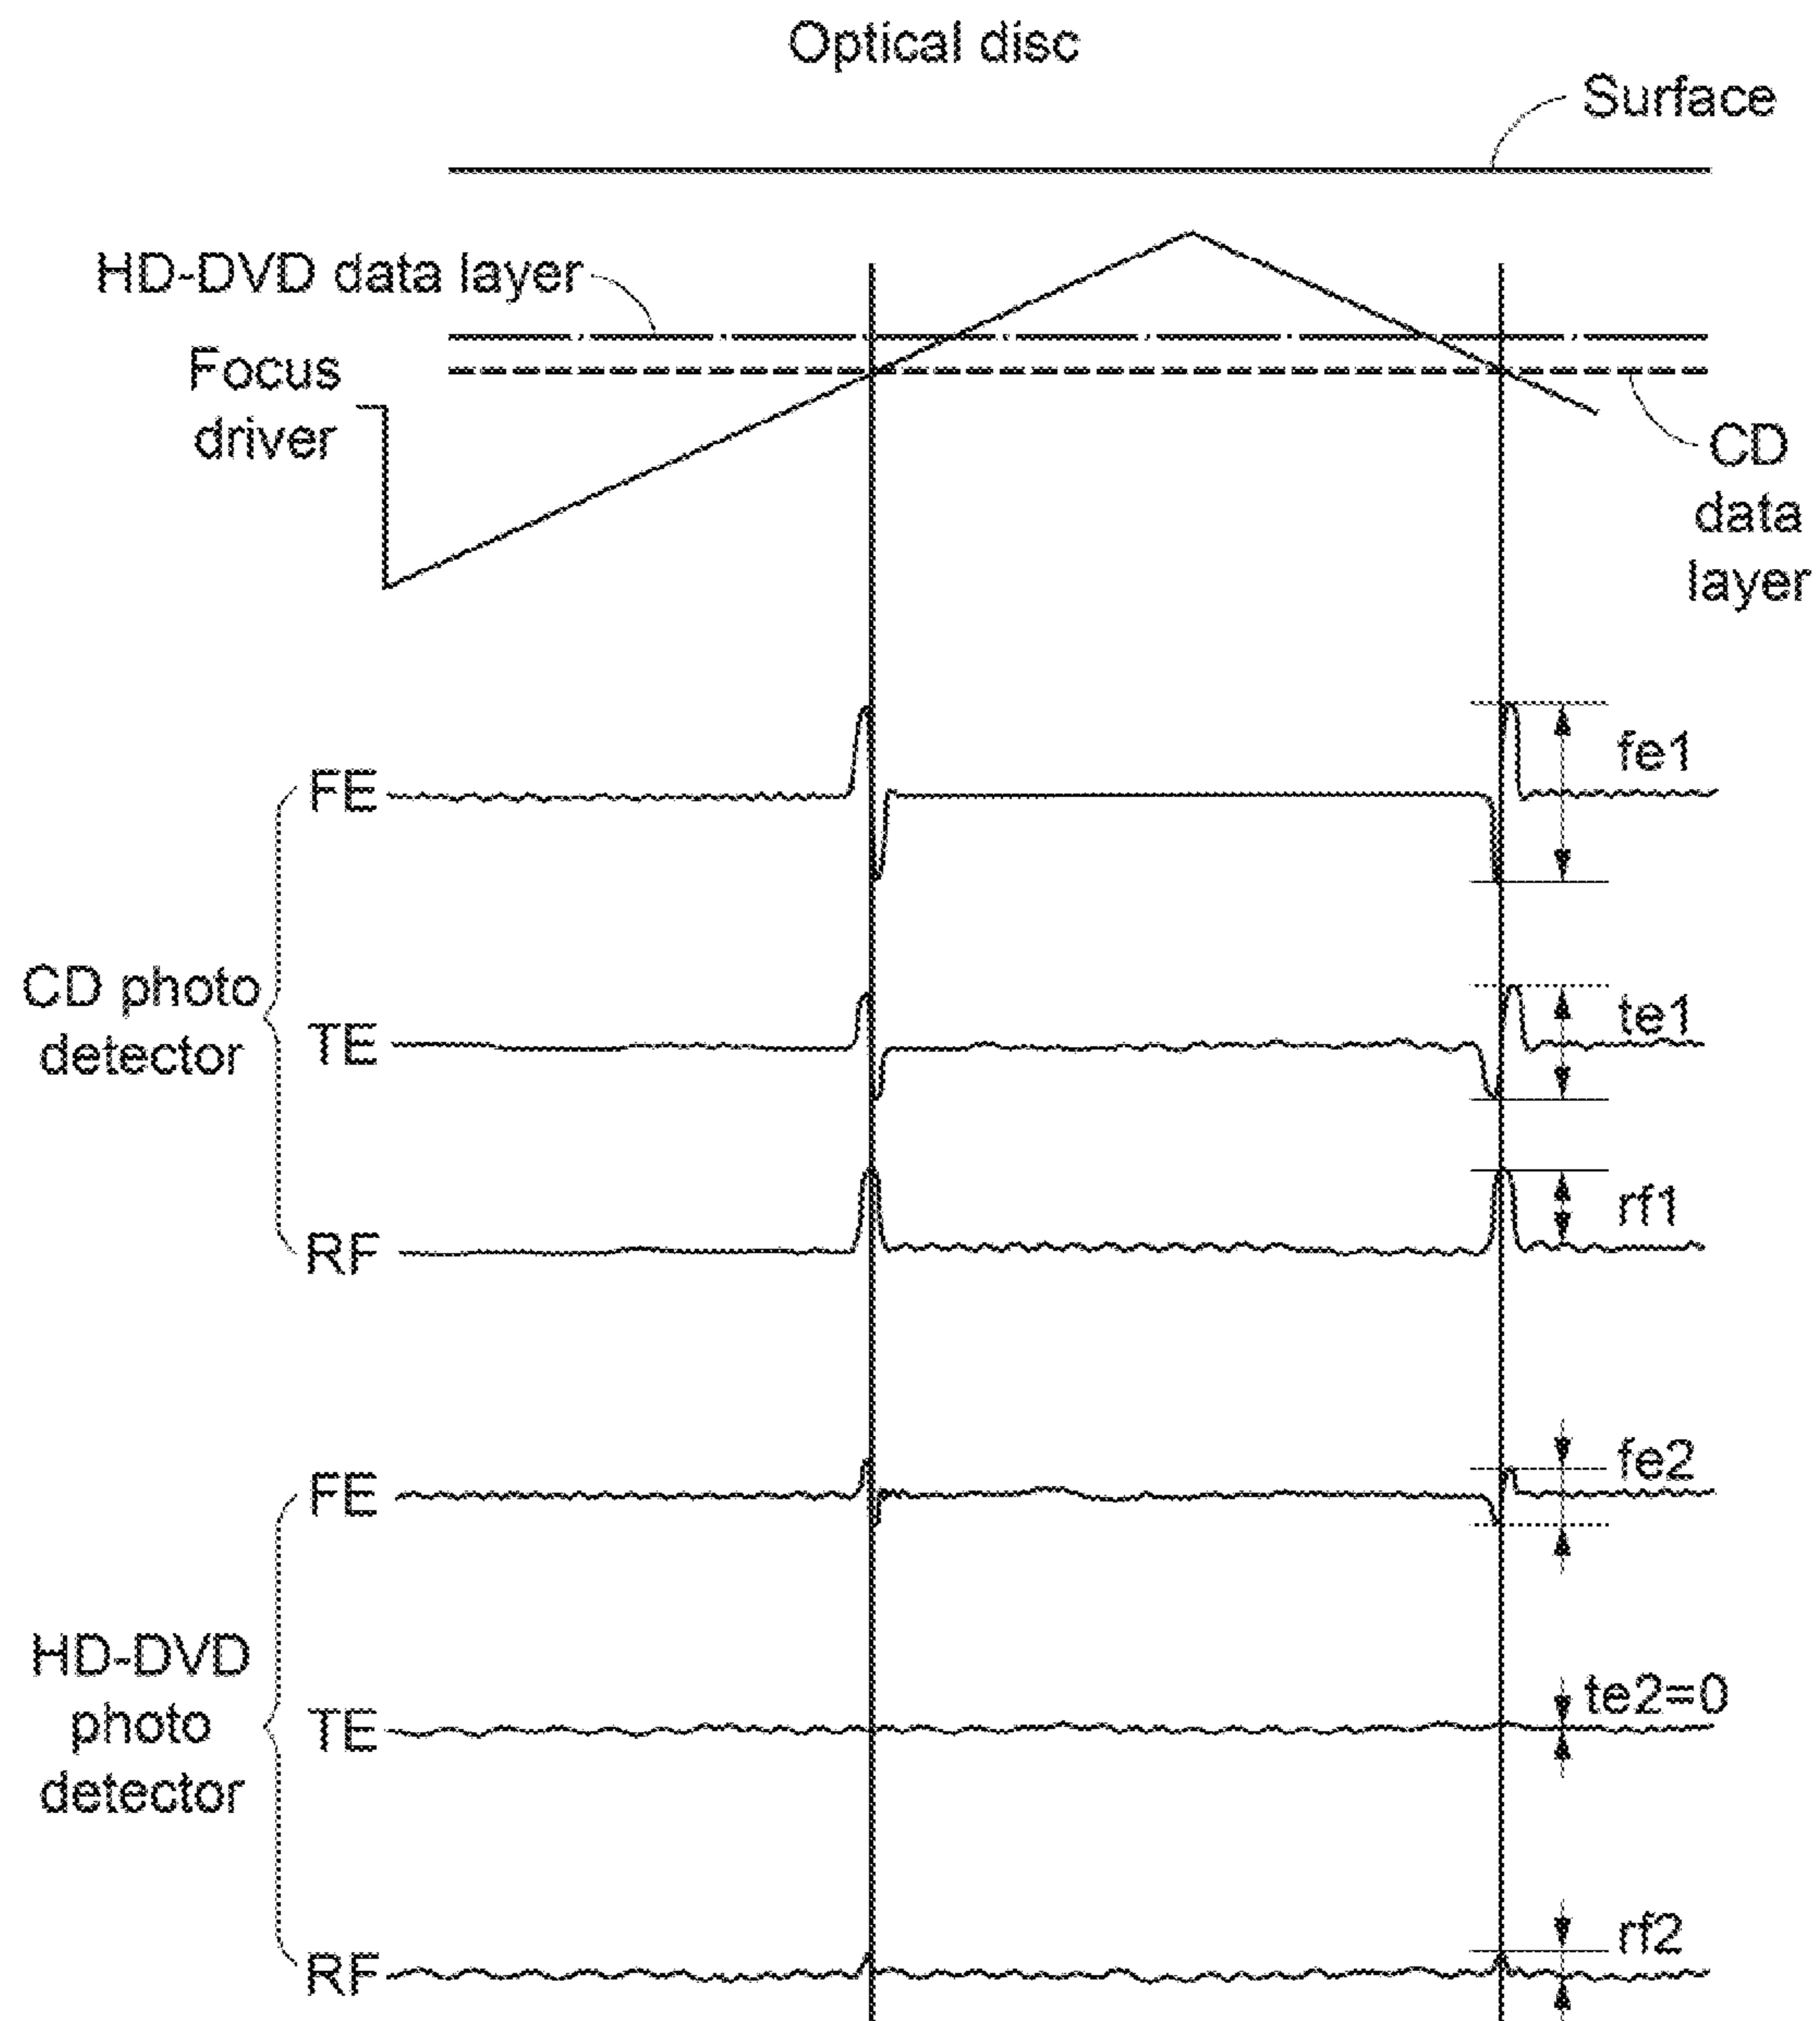 Optical disc
Surface
HD-DVD data layer
Focus
driver
CD
data
layer
FE
fe1
CD photo
detector
TE
te1
RF
rf1
FE
fe2
HD-DVD
photo
detector
TE
te2=0
RF
rf2